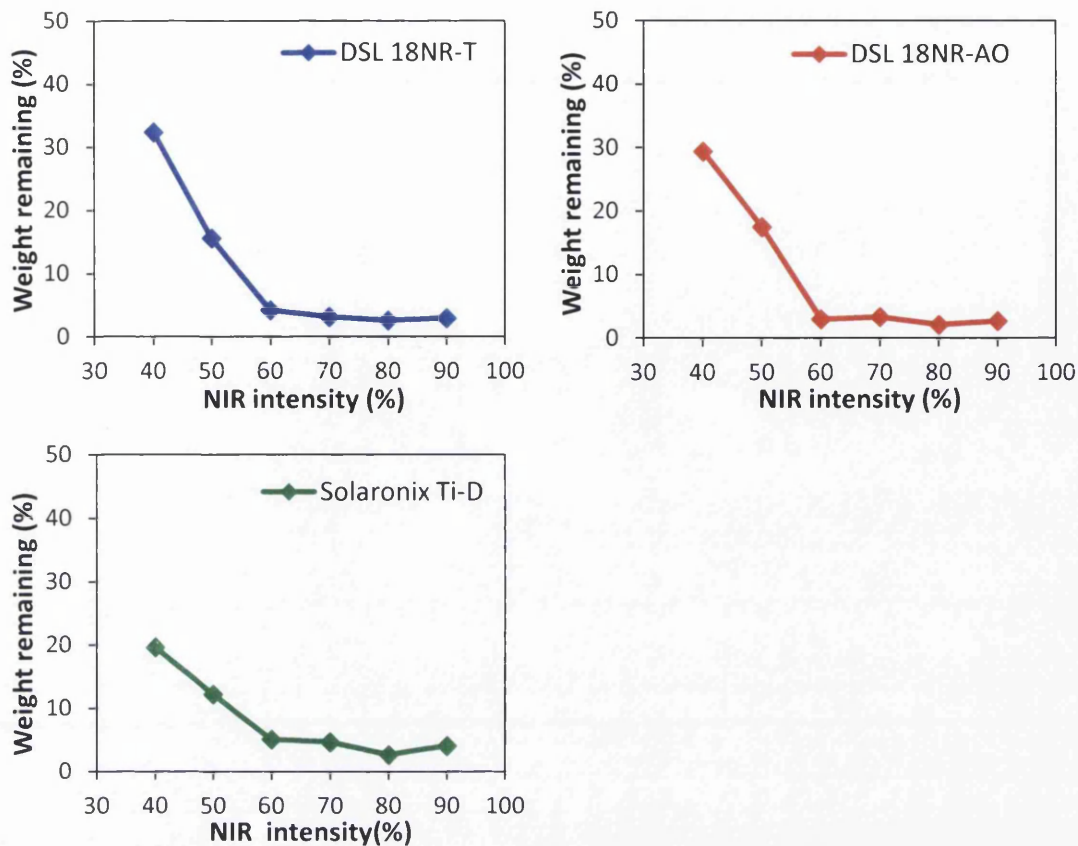 DSL 18NR-T
Weight remaining (%)
50
40
30
20
10
0
30 40 50 60 70 80 90 100
NIR intensity (%)
DSL 18NR-AO
Weight remaining (%)
50
40
30
20
10
0
30 40 50 60 70 80 90 100
NIR intensity (%)
Solaronix Ti-D
Weight remaining (%)
50
40
30
20
10
0
30 40 50 60 70 80 90 100
NIR intensity(%)